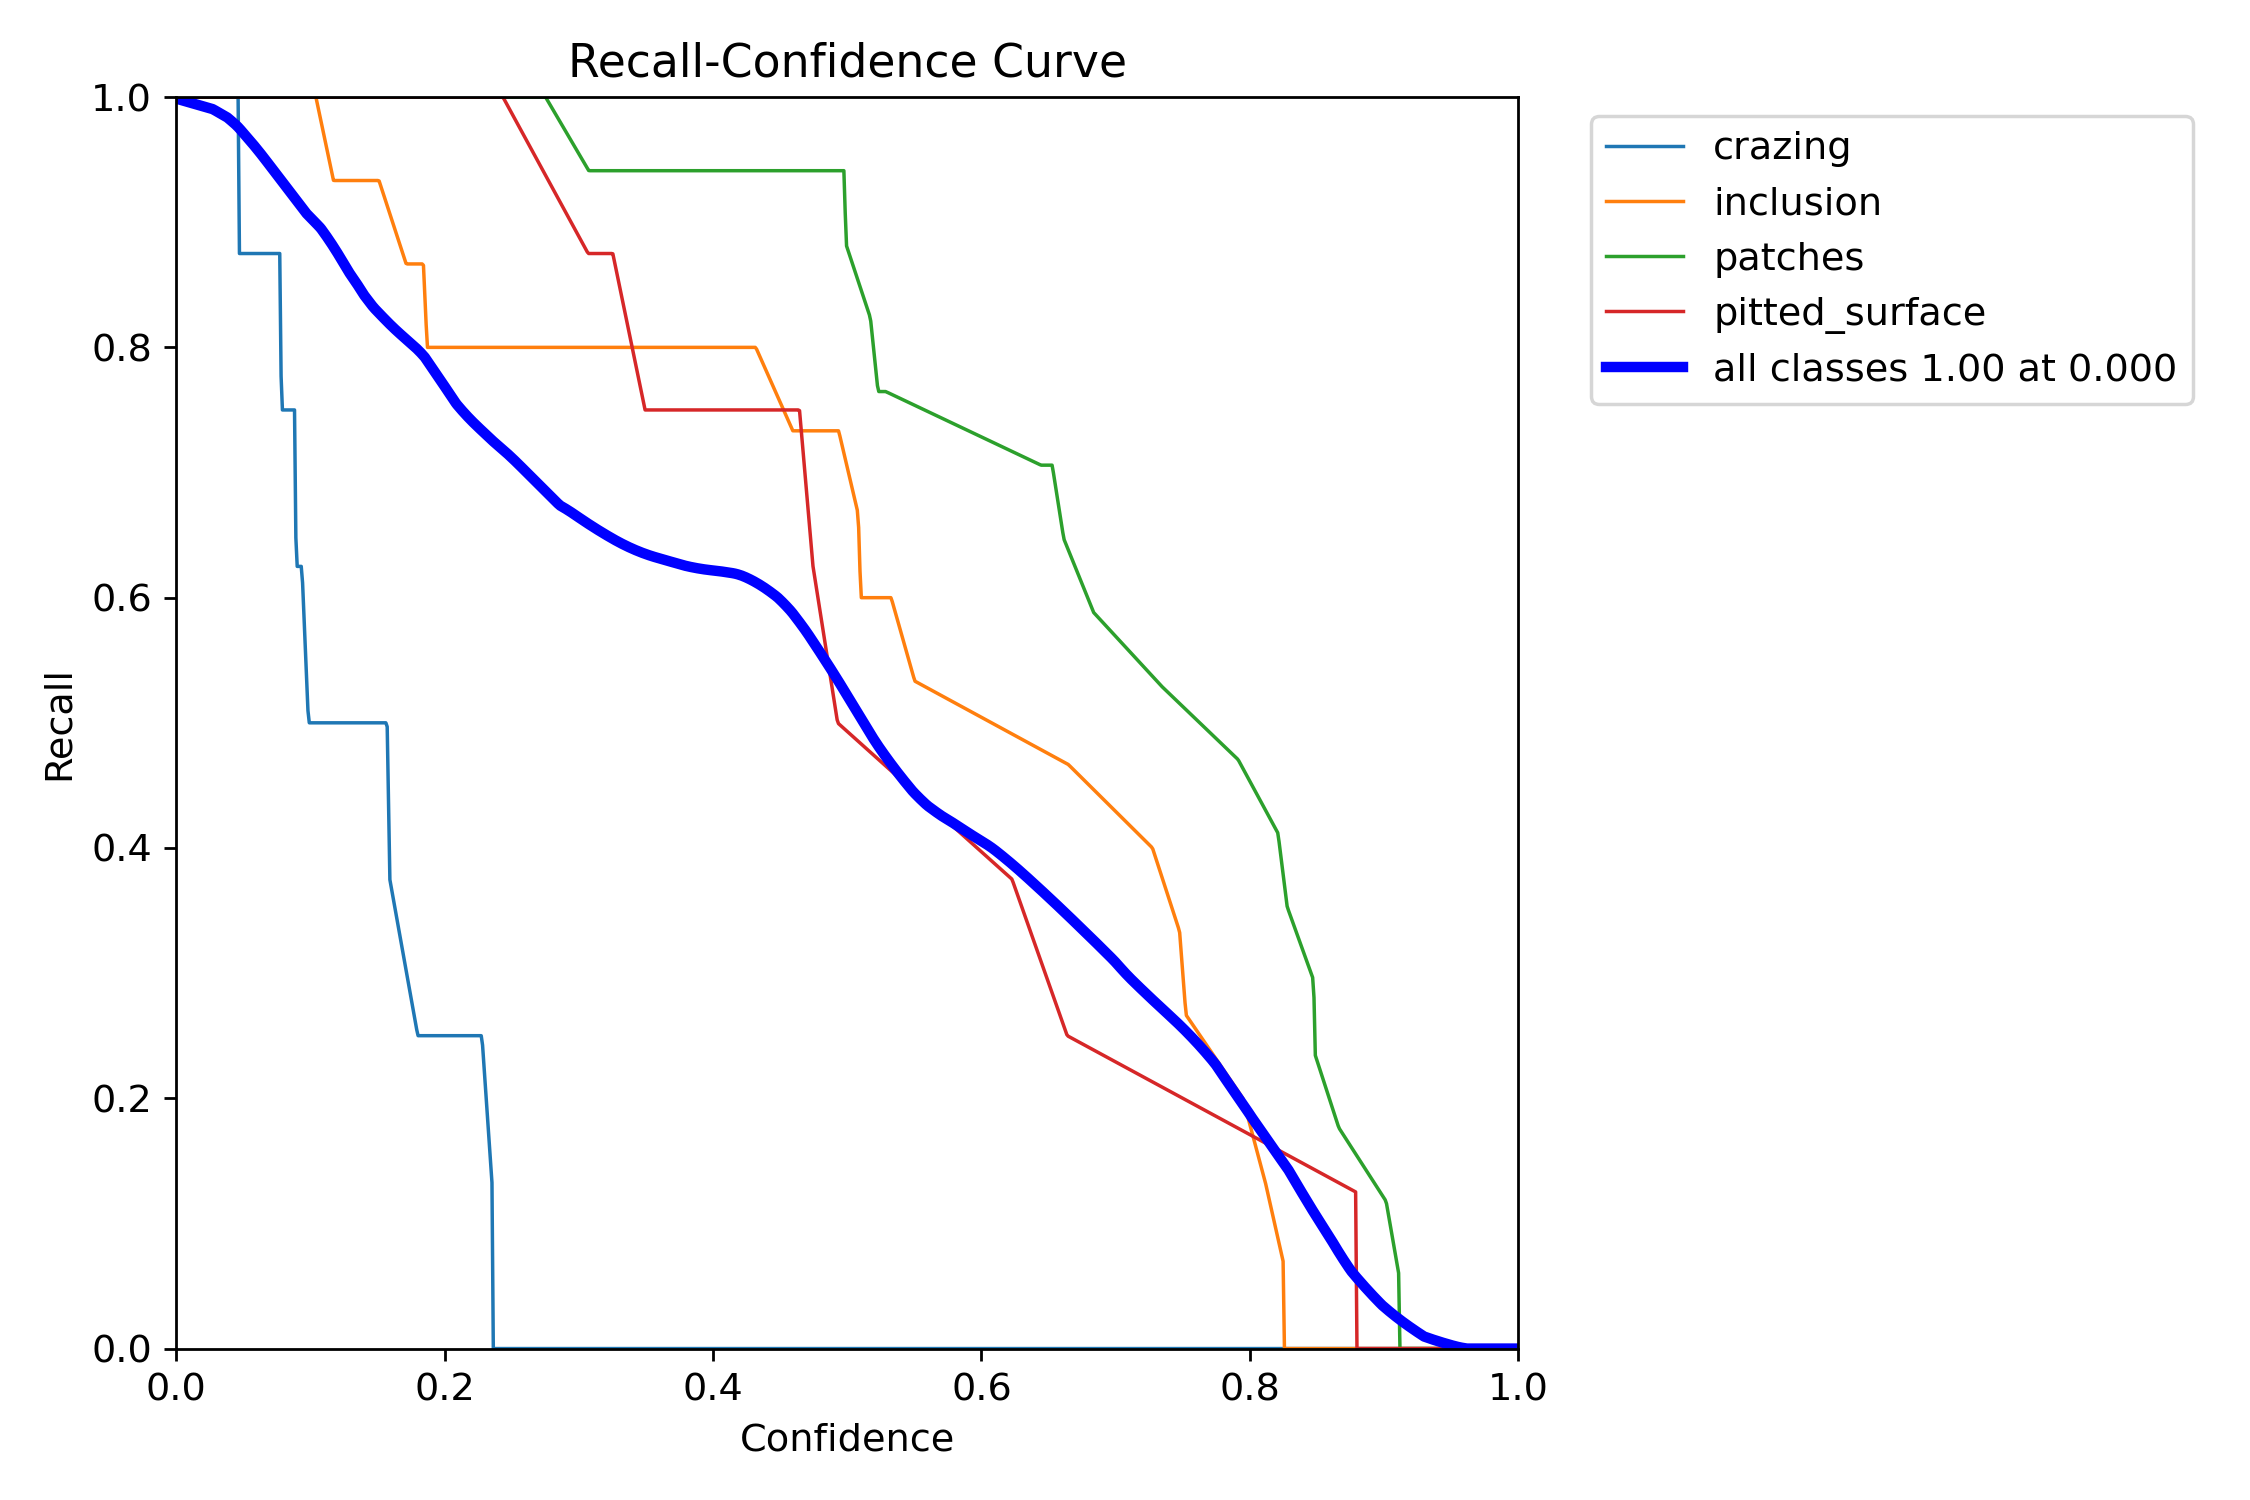 Recall-Confidence Curve
1.0
0.8
0.6
0.4
0.2
0.0
Recall
0.0 0.2 0.4 0.6 0.8 1.0
Confidence
crazing
inclusion
patches
pitted_surface
all classes 1.00 at 0.000